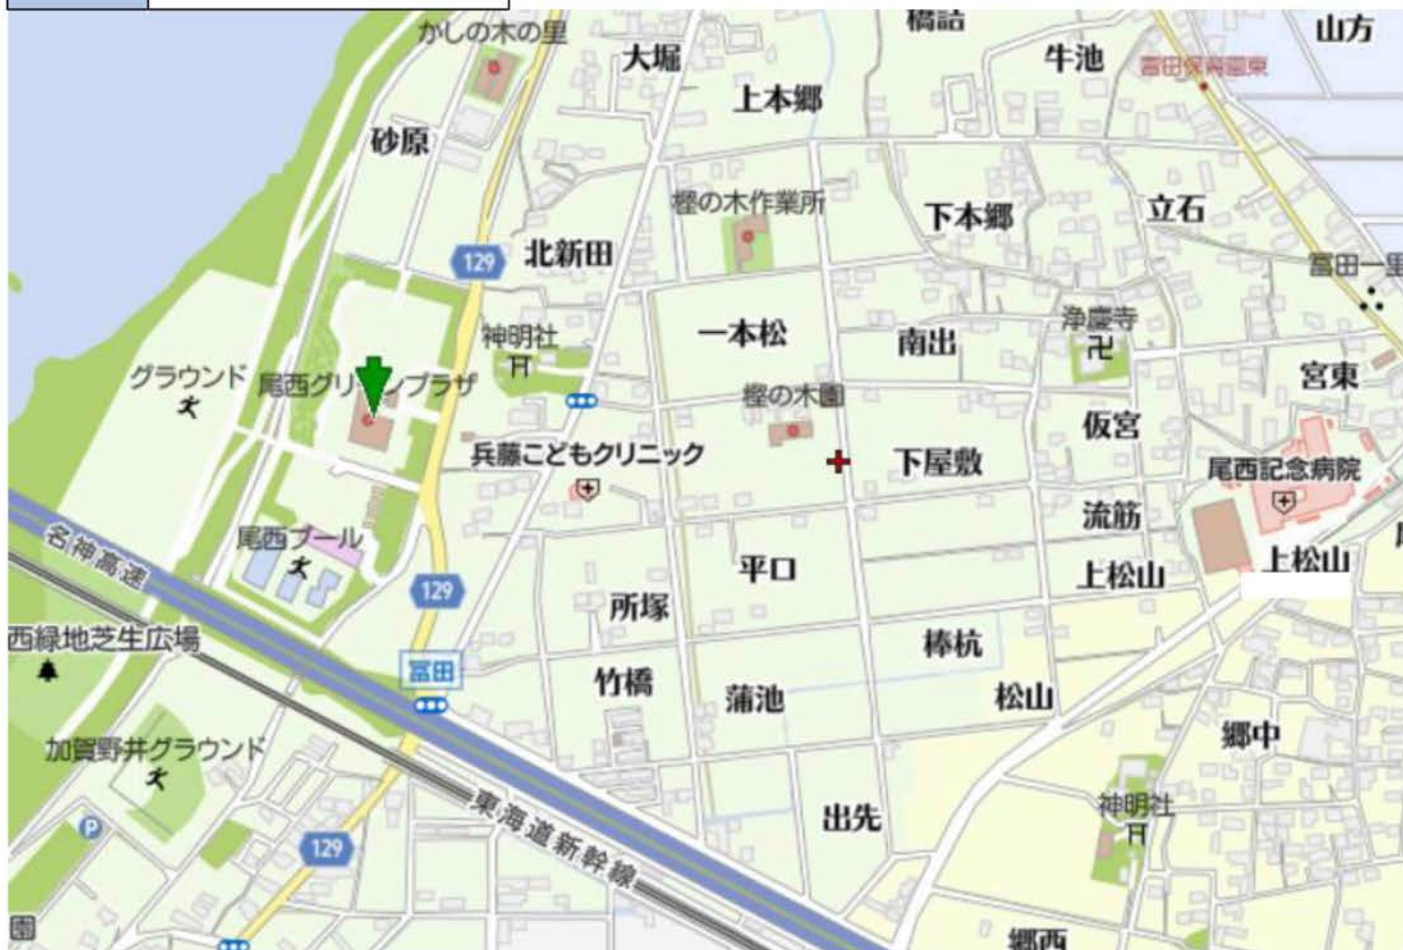 かしの木の里
大堀
橋詰
牛池
冨田保育園東
山方
上本郷
砂原
樫の木作業所
下本郷
立石
129
北新田
冨田一里
神明社
一本松
南出
浄慶寺
グラウンド
尾西グリーンプラザ
宮東
樫の木園
仮宮
兵藤こどもクリニック
下屋敷
尾西記念病院
流筋
名神高速
尾西プール
平口
上松山
上松山
129
所塚
西緑地芝生広場
棒杭
冨田
竹橋
蒲池
松山
加賀野井グラウンド
郷中
神明社
東海道新幹線
出先
P
129
郷西